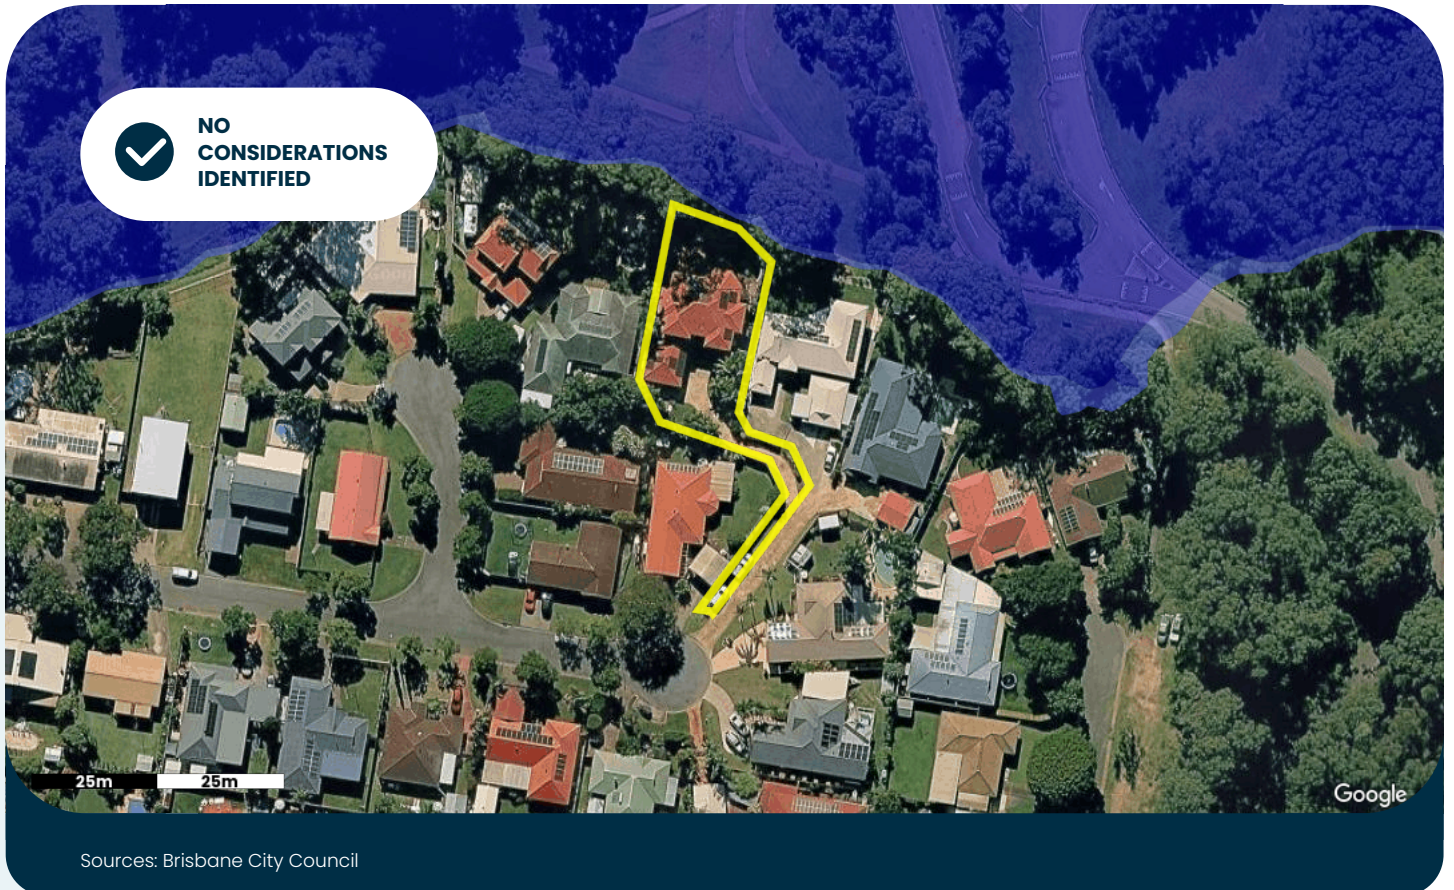 NO
CONSIDERATIONS
IDENTIFIED
25m 25m
Google
Sources: Brisbane City Council